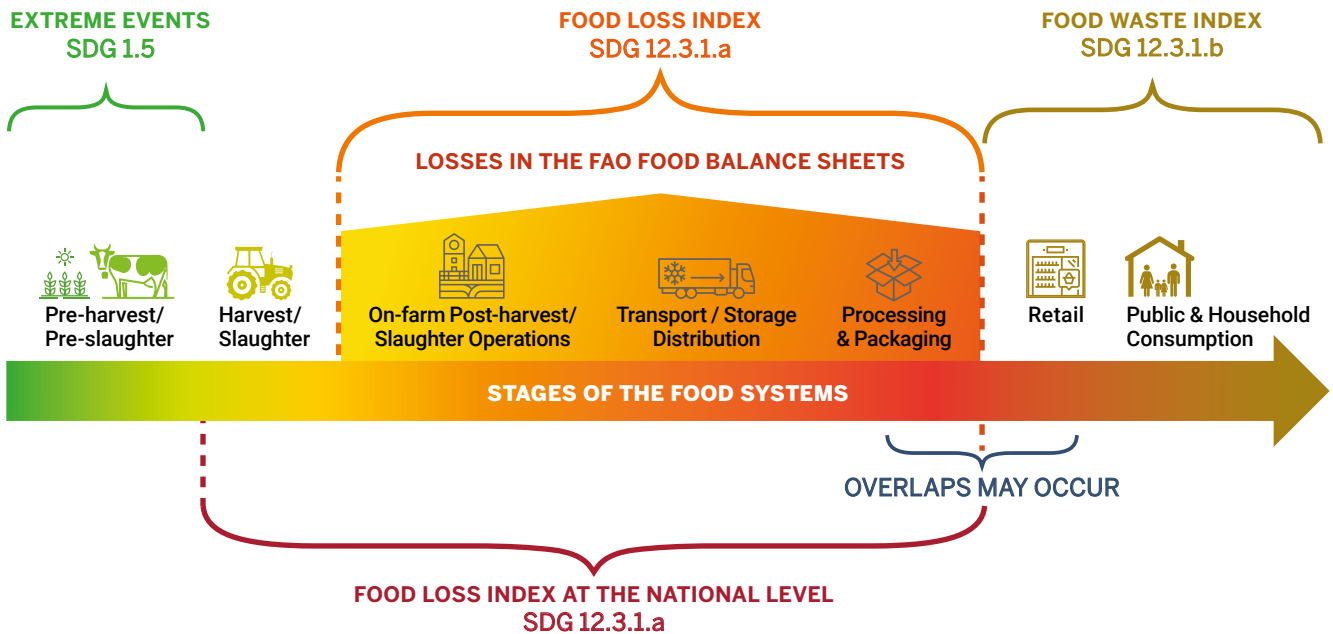 EXTREME EVENTS
SDG 1.5
FOOD LOSS INDEX
SDG 12.3.1.a
FOOD WASTE INDEX
SDG 12.3.1.b
LOSSES IN THE FAO FOOD BALANCE SHEETS
Pre-harvest/
Pre-slaughter
Harvest/
Slaughter
On-farm Post-harvest/
Slaughter Operations
Transport / Storage
Distribution
Processing
& Packaging
Retail
Public & Household
Consumption
STAGES OF THE FOOD SYSTEMS
OVERLAPS MAY OCCUR
FOOD LOSS INDEX AT THE NATIONAL LEVEL
SDG 12.3.1.a